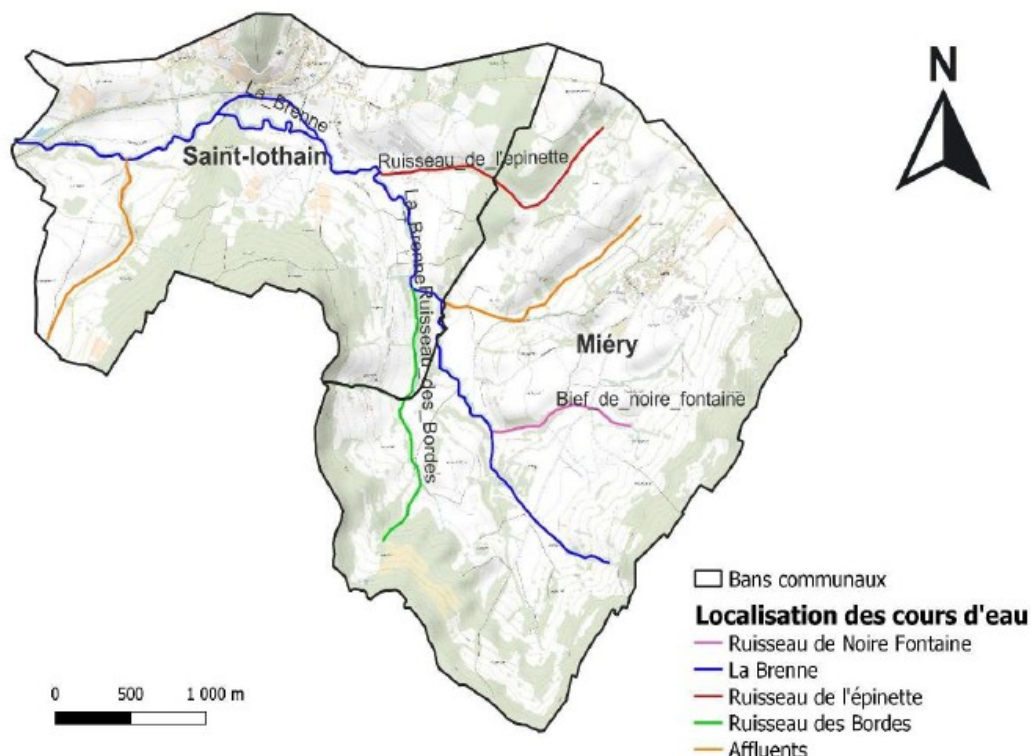 N
La_Brenne
Saint-lothain
Ruisseau_de_l'épinette
La_Brenne
Ruisseau_des_Bordes
Miéry
Bief_de_noire_fontaine
Bans communaux
Localisation des cours d'eau
Ruisseau de Noire Fontaine
La Brenne
Ruisseau de l'épinette
Ruisseau des Bordes
Affluents
0 500 1 000 m